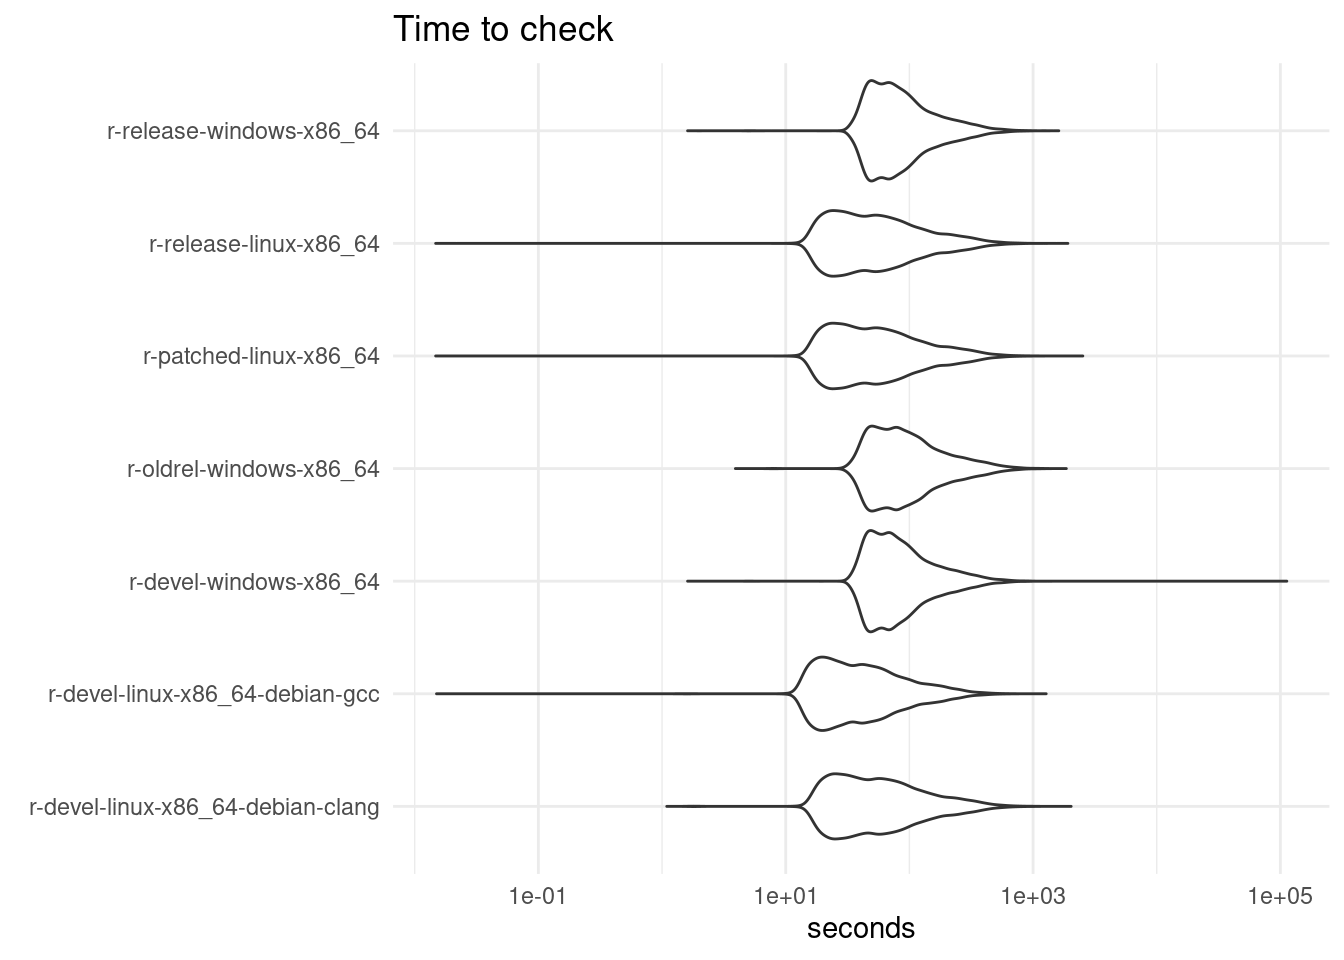 Time to check
r-release-windows-x86_64
r-release-linux-x86_64
r-patched-linux-x86_64
r-oldrel-windows-x86_64
r-devel-windows-x86_64
r-devel-linux-x86_64-debian-gcc
r-devel-linux-x86_64-debian-clang
1e-01 1e+01 1e+03 1e+05
seconds